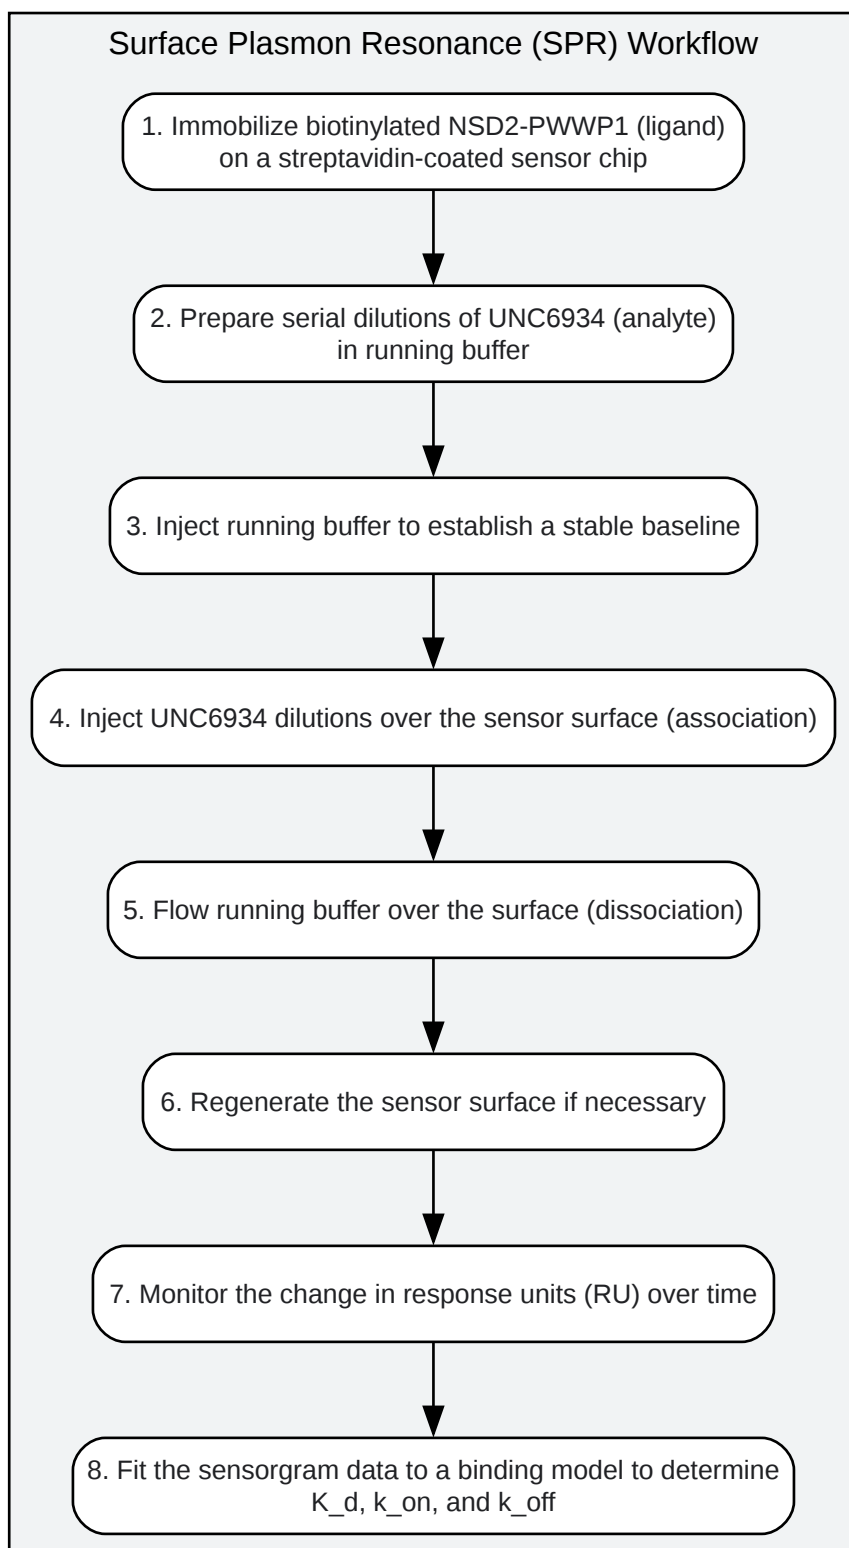 Surface Plasmon Resonance (SPR) Workflow
1. Immobilize biotinylated NSD2-PWWP1 (ligand)
on a streptavidin-coated sensor chip
2. Prepare serial dilutions of UNC6934 (analyte)
in running buffer
3. Inject running buffer to establish a stable baseline
4. Inject UNC6934 dilutions over the sensor surface (association)
5. Flow running buffer over the surface (dissociation)
6. Regenerate the sensor surface if necessary
7. Monitor the change in response units (RU) over time
8. Fit the sensorgram data to a binding model to determine
K_d, k_on, and k_off